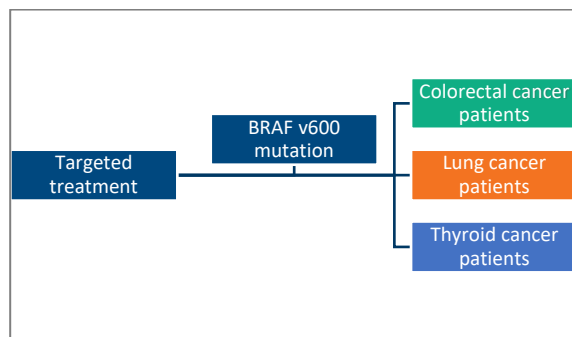 Colorectal cancer
patients
BRAF v600
mutation
Targeted
treatment
Lung cancer
patients
Thyroid cancer
patients